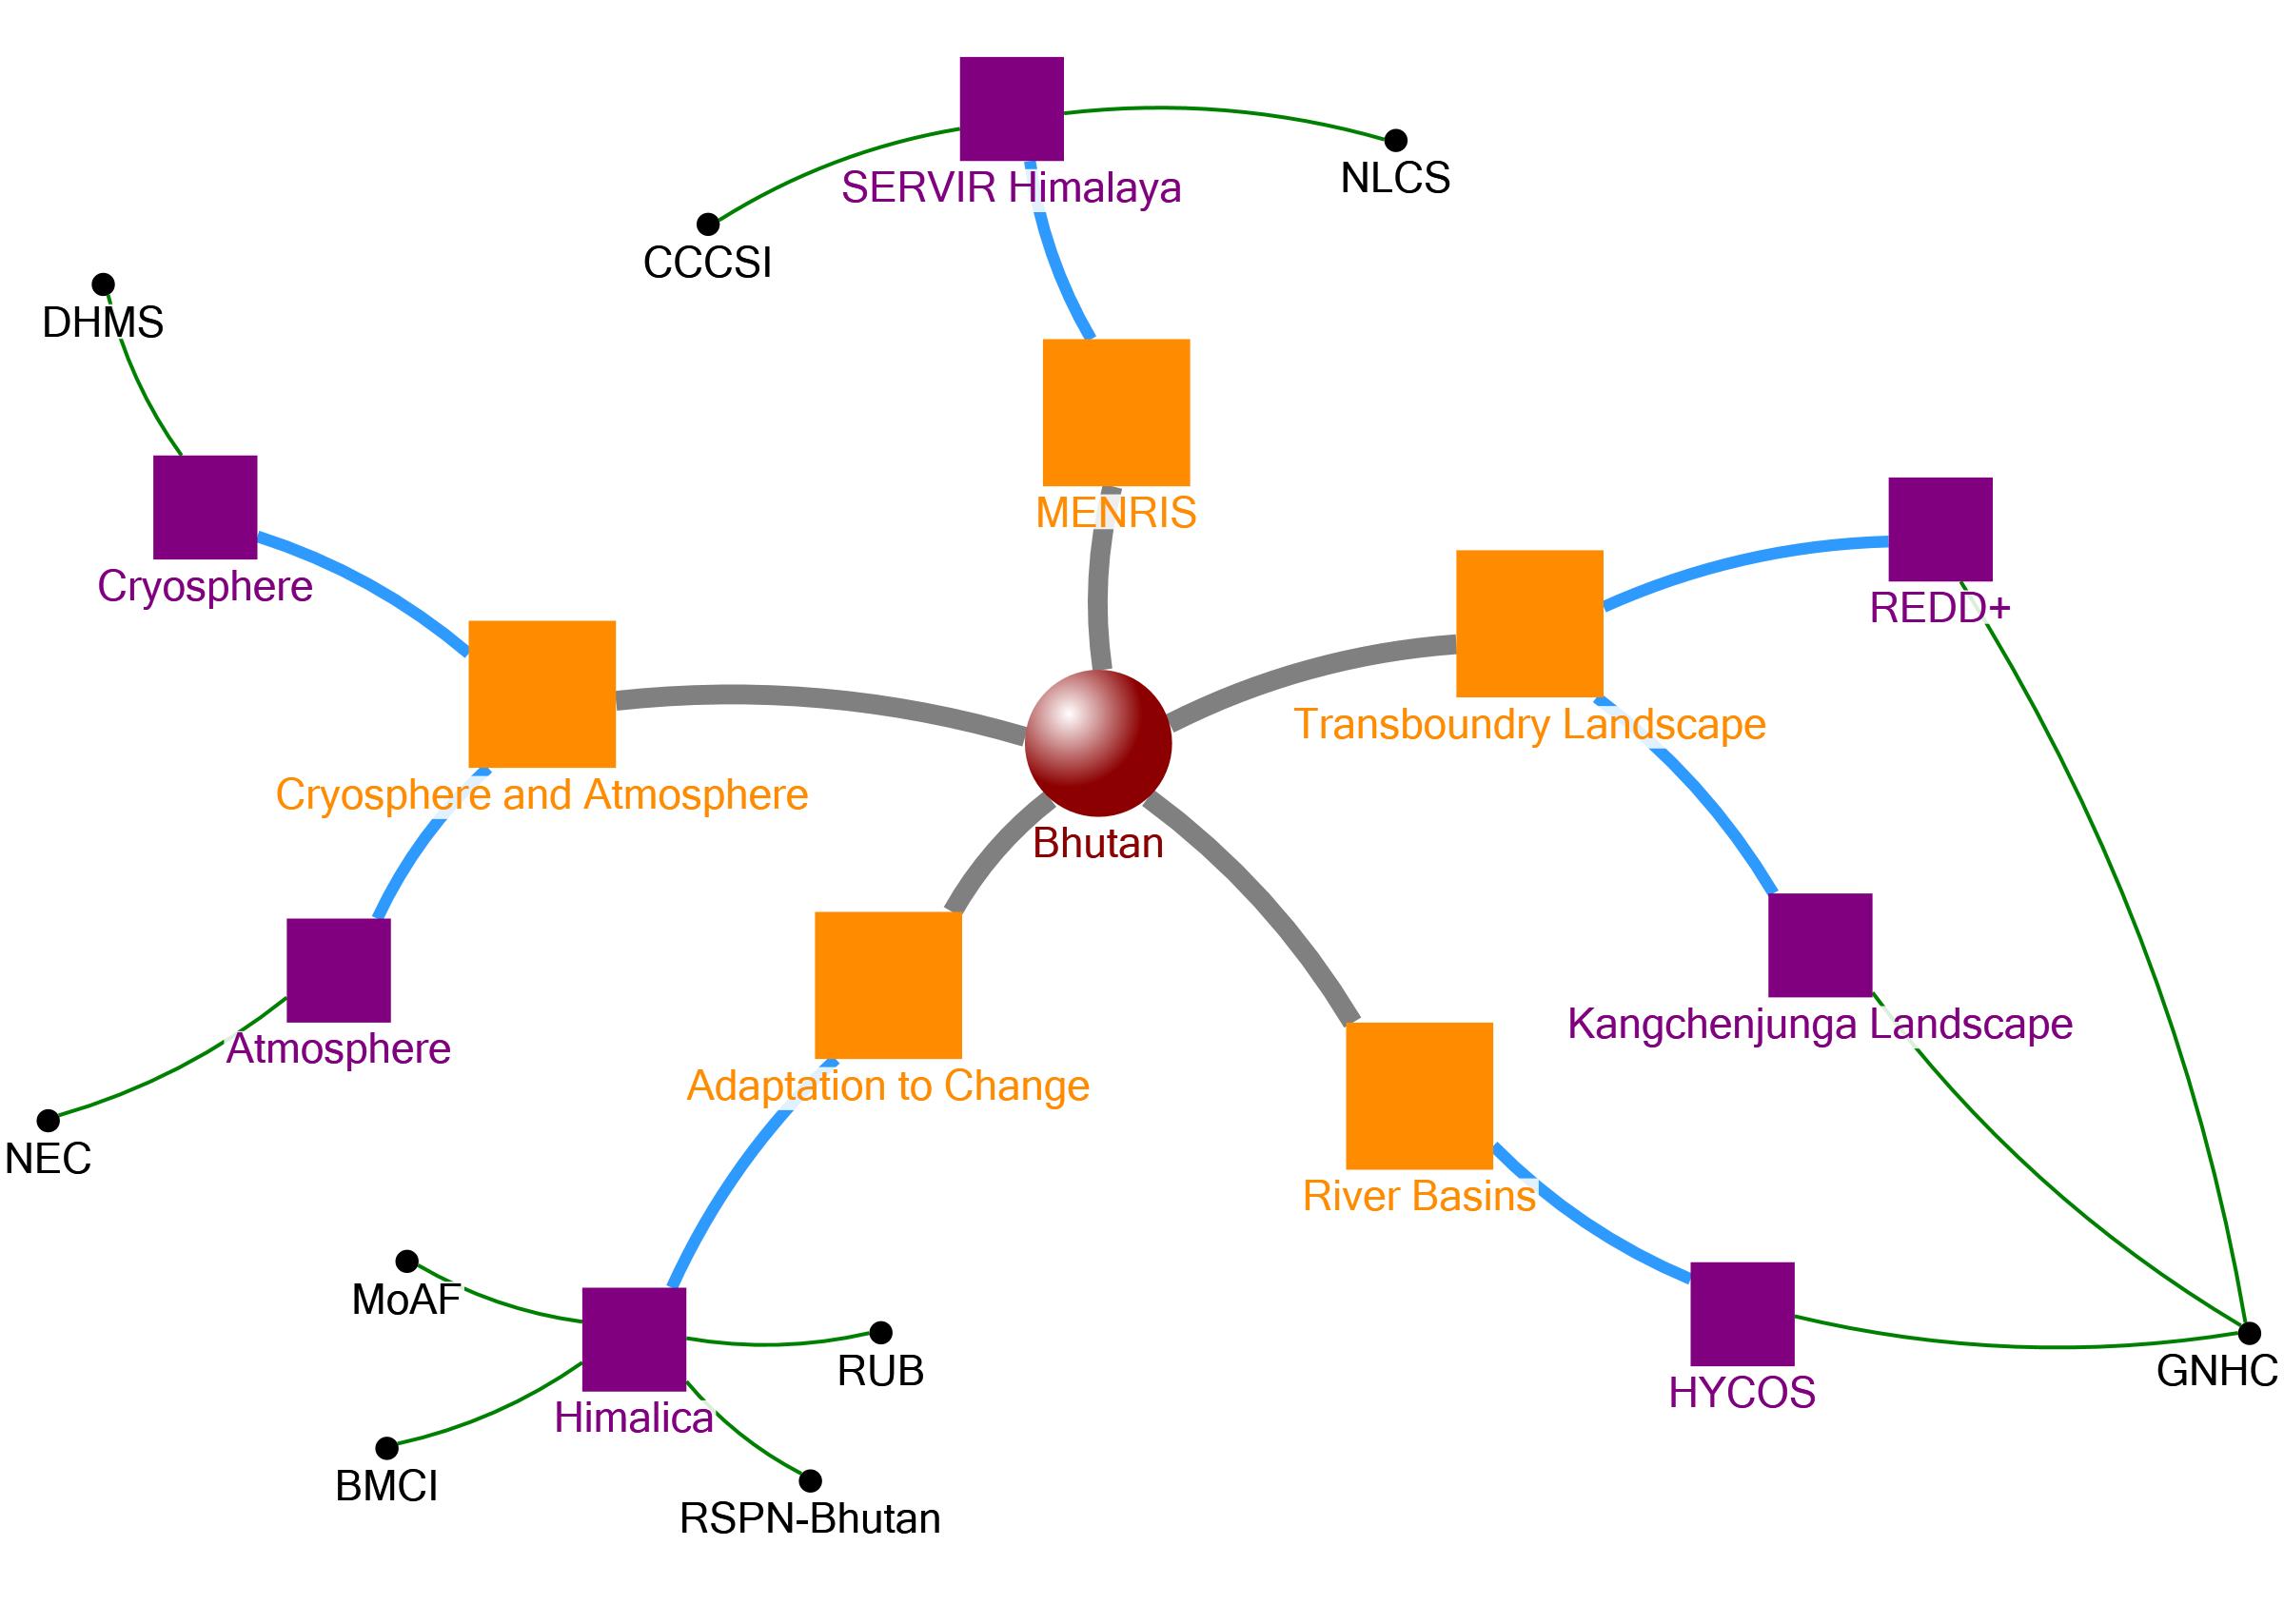 SERVIR Himalaya
NLCS
CCCSI
DHMS
MENRIS
Cryosphere
REDD+
Transboundry Landscape
Cryosphere and Atmosphere
Bhutan
Kangchenjunga Landscape
Atmosphere
Adaptation to Change
NEC
River Basins
MoAF
RUB
GNHC
HYCOS
Himalica
BMCI
RSPN-Bhutan